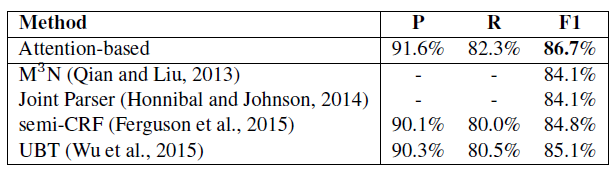 Method P R F1
Attention-based 91.6% 82.3% 86.7%
M³N (Qian and Liu, 2013) - - 84.1%
Joint Parser (Honnibal and Johnson, 2014) - - 84.1%
semi-CRF (Ferguson et al., 2015) 90.1% 80.0% 84.8%
UBT (Wu et al., 2015) 90.3% 80.5% 85.1%